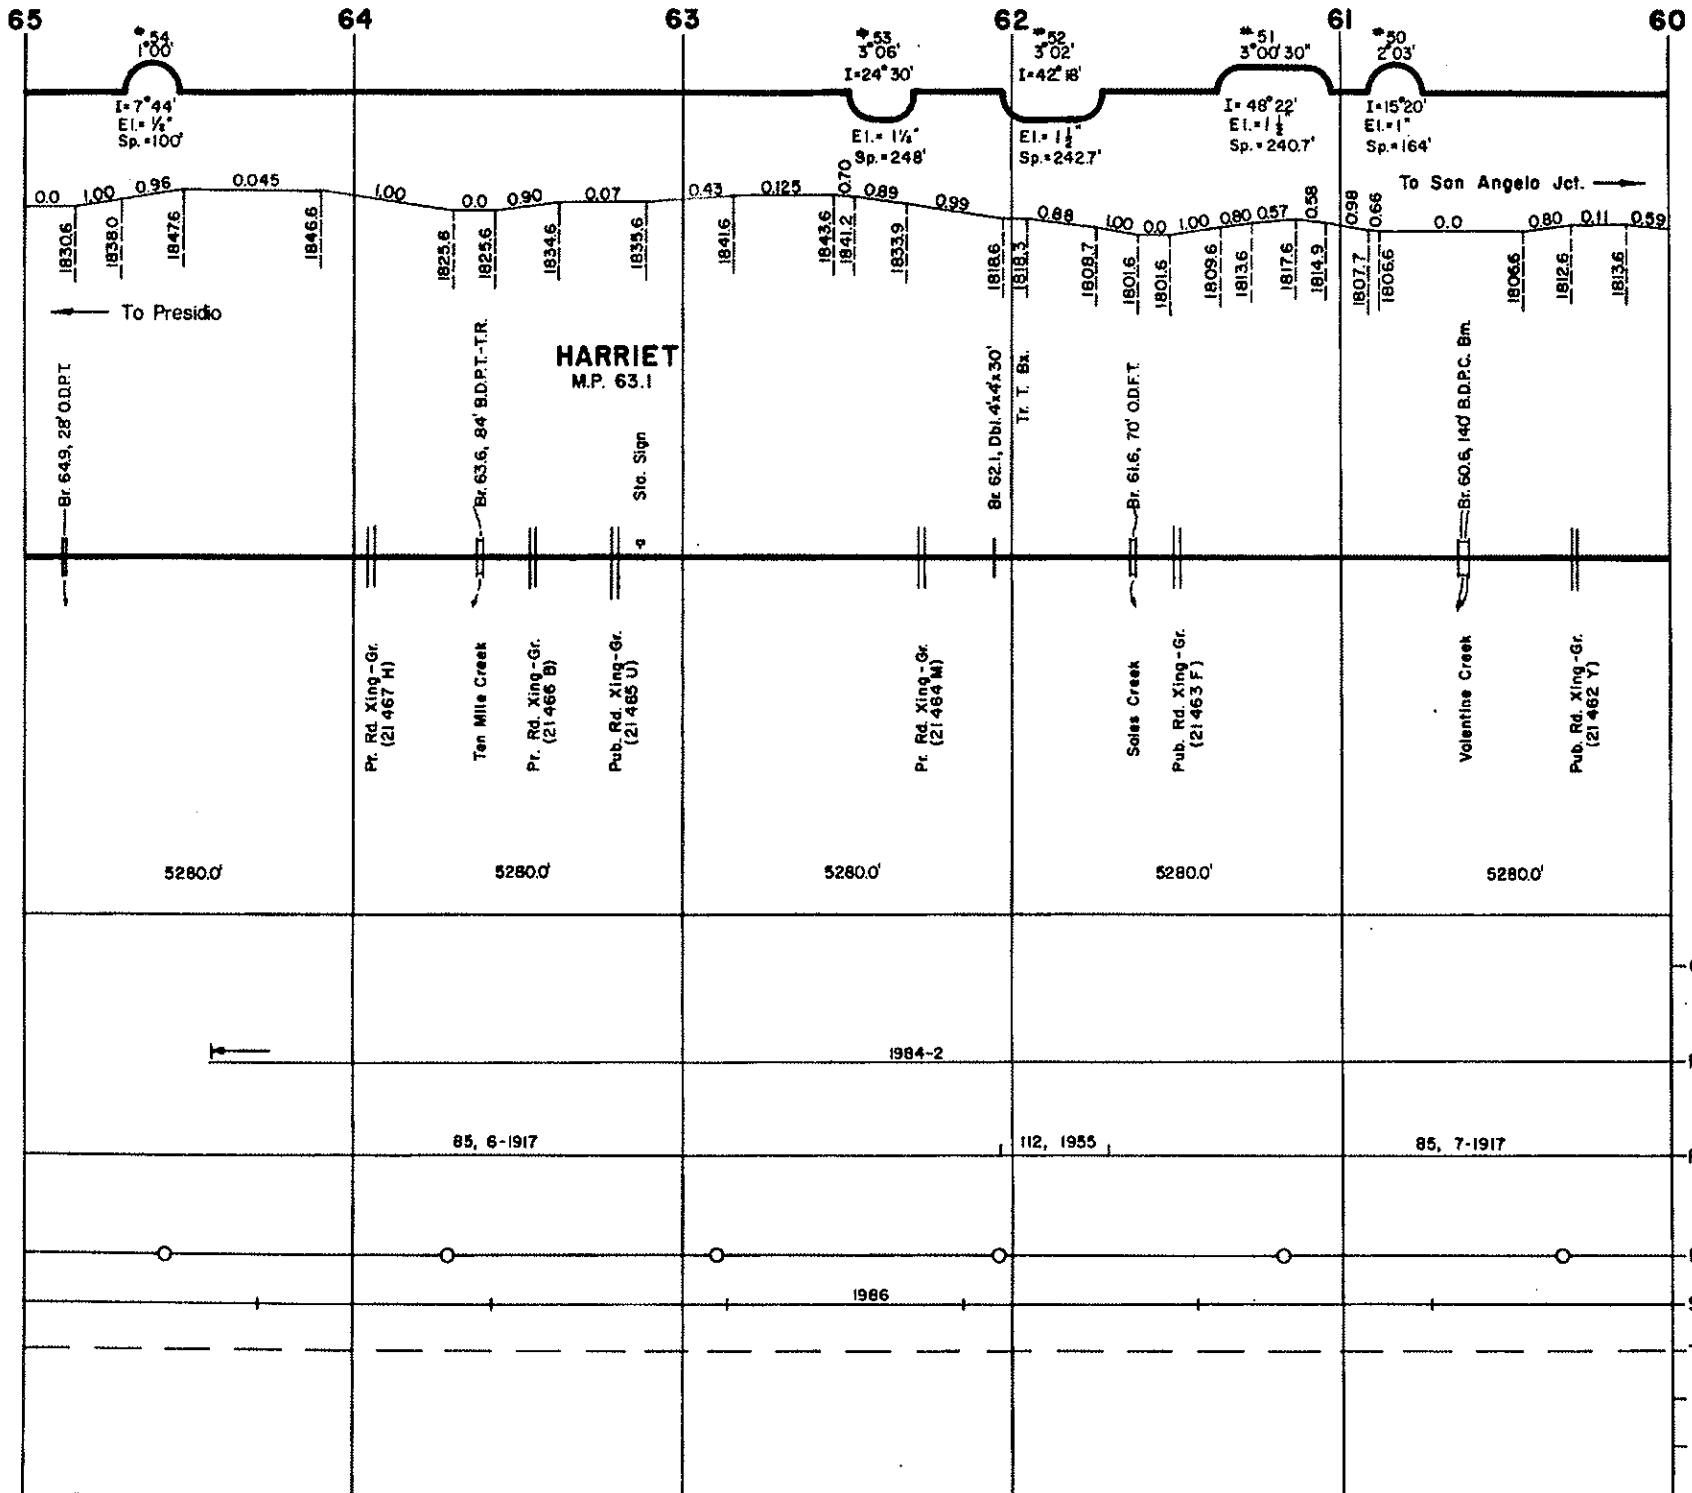 65 64 63 62 61 60
#54
1°00'
I=7°44'
El.= ½"
Sp.=100'
#53
3°06'
I=24°30'
El.= 1½"
Sp.=248'
#52
3°02'
I=42°18'
El.=1½"
Sp.=242.7'
#51
3°00'30"
I=48°22'
El.=1½"
Sp.=240.7'
#50
2°03'
I=15°20'
El.=1"
Sp.=164'
0.0 1.00 0.96 0.045 1.00 0.0 0.90 0.07 0.43 0.125 0.70 0.89 0.99 0.88 1.00 0.0 1.00 0.80 0.57 0.58 0.98 0.66 0.0 0.80 0.11 0.59
To San Angelo Jct.
1830.6 1838.0 1847.6 1846.6 1825.6 1825.6 1834.6 1835.6 1841.6 1843.6 1841.2 1833.9 1818.6 1818.3 1808.7 1801.6 1801.6 1809.6 1813.6 1817.6 1814.9 1807.7 1806.6 1806.6 1812.6 1813.6
To Presidio
HARRIET
M.P. 63.1
Br. 64.9, 28' O.D.P.T.
Br. 63.6, 84' B.D.P.T.-T.R.
Sta. Sign
Br. 62.1, Dbl. 4'x4'x30'
Tr. T. Bx.
Br. 61.6, 70' O.D.F.T.
Br. 60.6, 140' B.D.P.C. Bm.
Pr. Rd. Xing-Gr.
(21 467 H)
Ten Mile Creek
Pr. Rd. Xing-Gr.
(21 466 B)
Pub. Rd. Xing-Gr.
(21 465 U)
Pr. Rd. Xing-Gr.
(21 464 M)
Soles Creek
Pub. Rd. Xing-Gr.
(21 463 F)
Valentine Creek
Pub. Rd. Xing-Gr.
(21 462 Y)
5280.0' 5280.0' 5280.0' 5280.0' 5280.0'
1984-2
85, 6-1917 112, 1955 85, 7-1917
1986